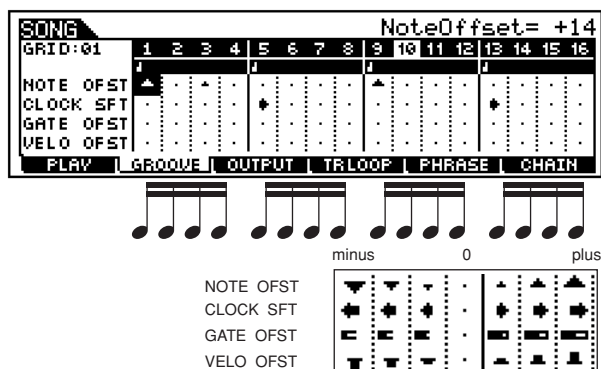 SONG NoteOffset= +14
GRID:01 1 2 3 4 5 6 7 8 9 10 11 12 13 14 15 16
NOTE OFST
CLOCK SFT
GATE OFST
VELO OFST
PLAY GROOVE OUTPUT TRLOOP PHRASE CHAIN
minus 0 plus
NOTE OFST
CLOCK SFT
GATE OFST
VELO OFST